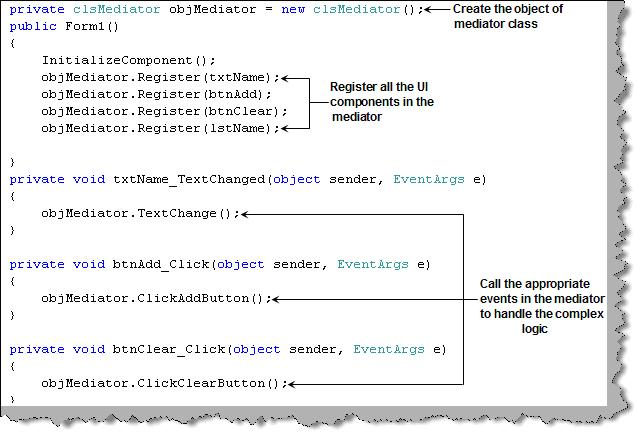 private clsMediator objMediator = new clsMediator();
Create the object of
mediator class
public Form1()
{
InitializeComponent();
objMediator.Register(txtName);
objMediator.Register(btnAdd);
objMediator.Register(btnClear);
objMediator.Register(lstName);
Register all the UI
components in the
mediator
}
private void txtName_TextChanged(object sender, EventArgs e)
{
objMediator.TextChange();
}
private void btnAdd_Click(object sender, EventArgs e)
{
objMediator.ClickAddButton();
}
Call the appropriate
events in the mediator
to handle the complex
logic
private void btnClear_Click(object sender, EventArgs e)
{
objMediator.ClickClearButton();
}